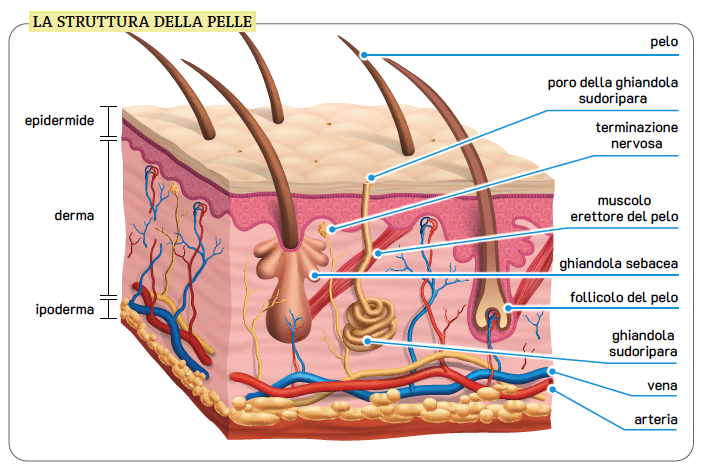 LA STRUTTURA DELLA PELLE
pelo
poro della ghiandola
sudoripara
terminazione
nervosa
epidermide
derma
ipoderma
muscolo
erettore del pelo
ghiandola sebacea
follicolo del pelo
ghiandola
sudoripara
vena
arteria